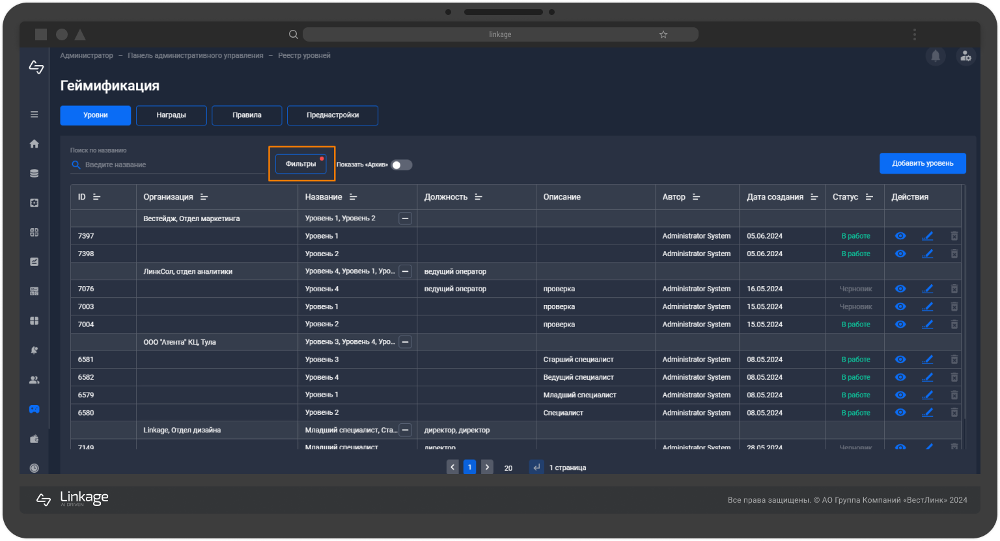 linkage
Администратор – Панель административного управления – Реестр уровней
Геймификация
Уровни Награды Правила Преднастройки
Поиск по названию
Введите название Фильтры Показать «Архив» Добавить уровень
ID Организация Название Должность Описание Автор Дата создания Статус Действия
Вестейдж, Отдел маркетинга Уровень 1, Уровень 2
7397 Уровень 1 Administrator System 05.06.2024 В работе
7398 Уровень 2 Administrator System 05.06.2024 В работе
ЛинкСол, отдел аналитики Уровень 4, Уровень 1, Уро... ведущий оператор
7076 Уровень 4 ведущий оператор проверка Administrator System 16.05.2024 Черновик
7003 Уровень 1 проверка Administrator System 15.05.2024 Черновик
7004 Уровень 2 проверка Administrator System 15.05.2024 В работе
ООО "Атента" КЦ, Тула Уровень 3, Уровень 4, Уро...
6581 Уровень 3 Старший специалист Administrator System 08.05.2024 В работе
6582 Уровень 4 Ведущий специалист Administrator System 08.05.2024 В работе
6579 Уровень 1 Младший специалист Administrator System 08.05.2024 В работе
6580 Уровень 2 Специалист Administrator System 08.05.2024 В работе
Linkage, Отдел дизайна Младший специалист, Ста... директор, директор
7149 Младший специалист директор Administrator System 28.05.2024 Черновик
1 20 1 страница
Linkage
AI DRIVEN
Все права защищены. © АО Группа Компаний «ВестЛинк» 2024